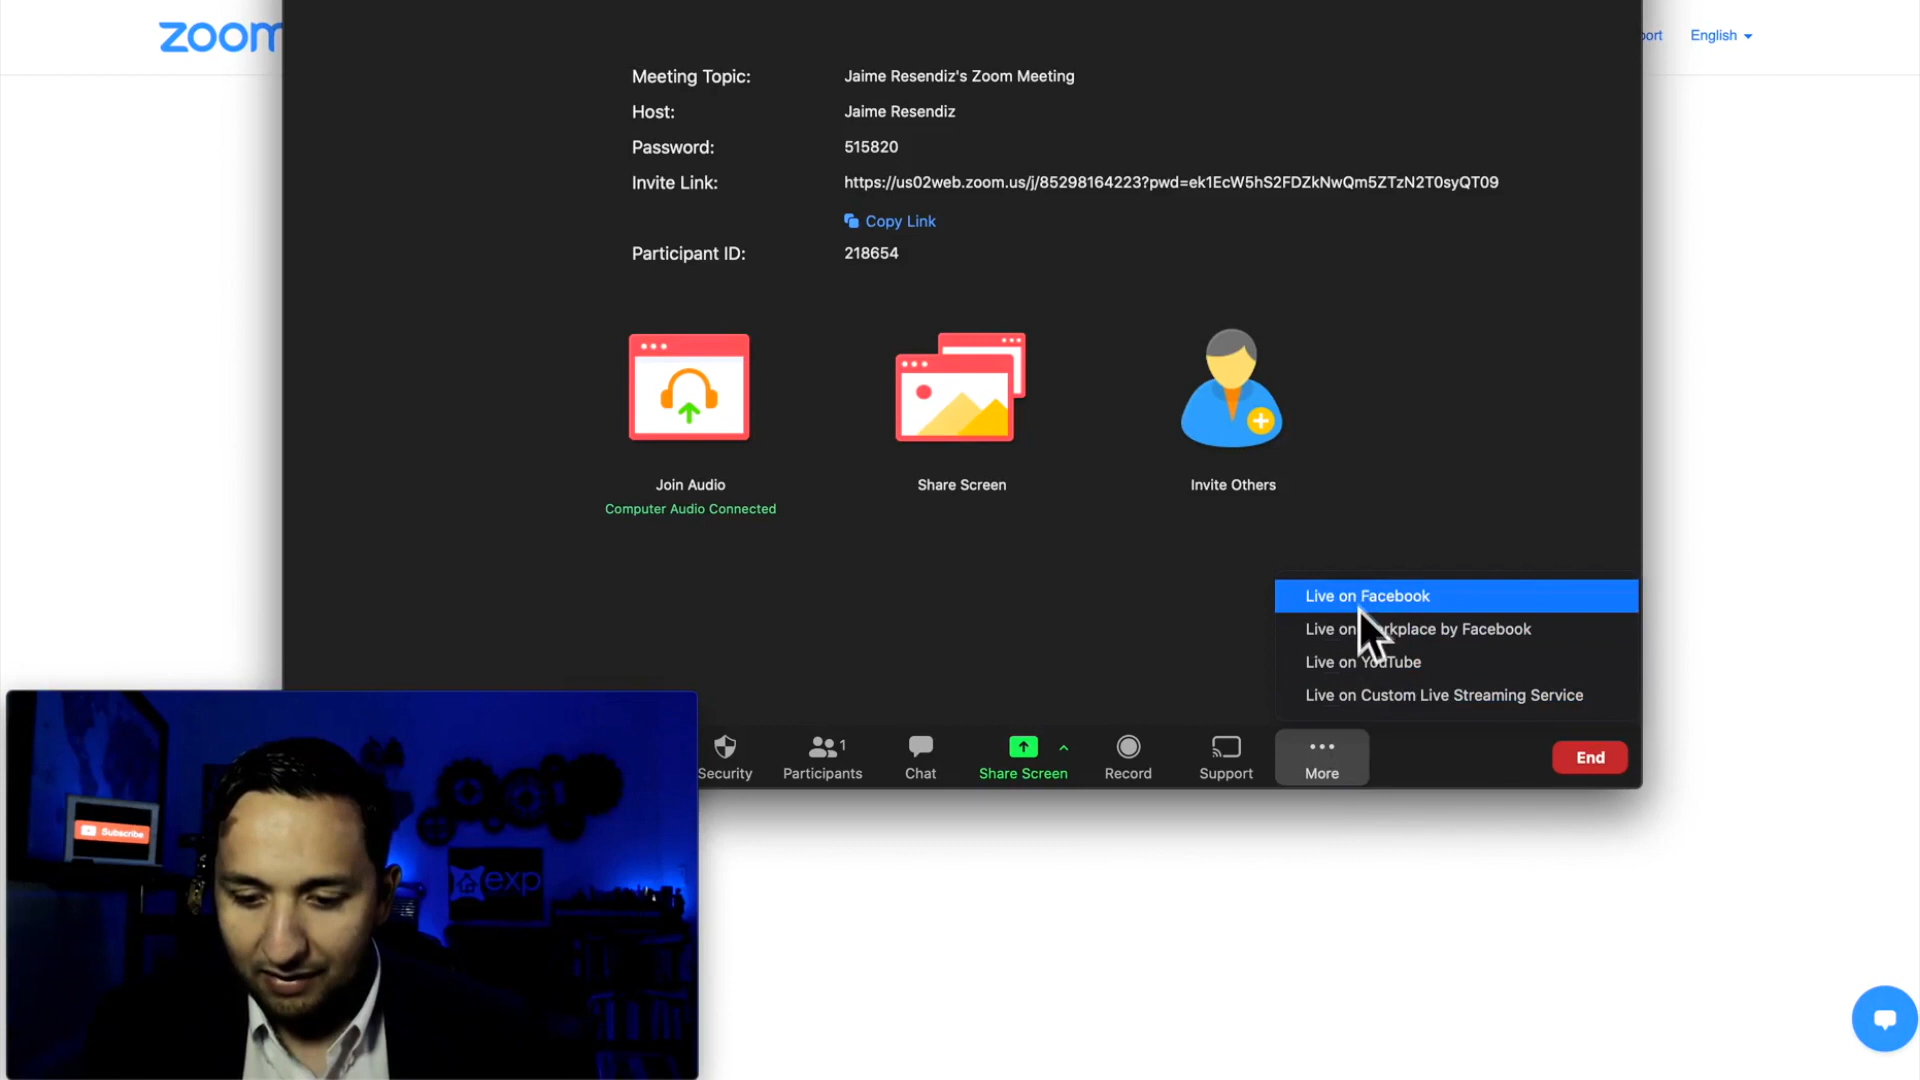 zoom
port
English
Meeting Topic: Jaime Resendiz's Zoom Meeting
Host: Jaime Resendiz
Password: 515820
Invite Link: https://us02web.zoom.us/j/85298164223?pwd=ek1EcW5hS2FDZkNwQm5ZTzN2T0syQT09
Copy Link
Participant ID: 218654
Join Audio
Share Screen
Invite Others
Computer Audio Connected
Live on Facebook
Live on rkplace by Facebook
Live on YouTube
Live on Custom Live Streaming Service
Security
Participants
1
Chat
Share Screen
Record
Support
More
End
Subscribe
exp